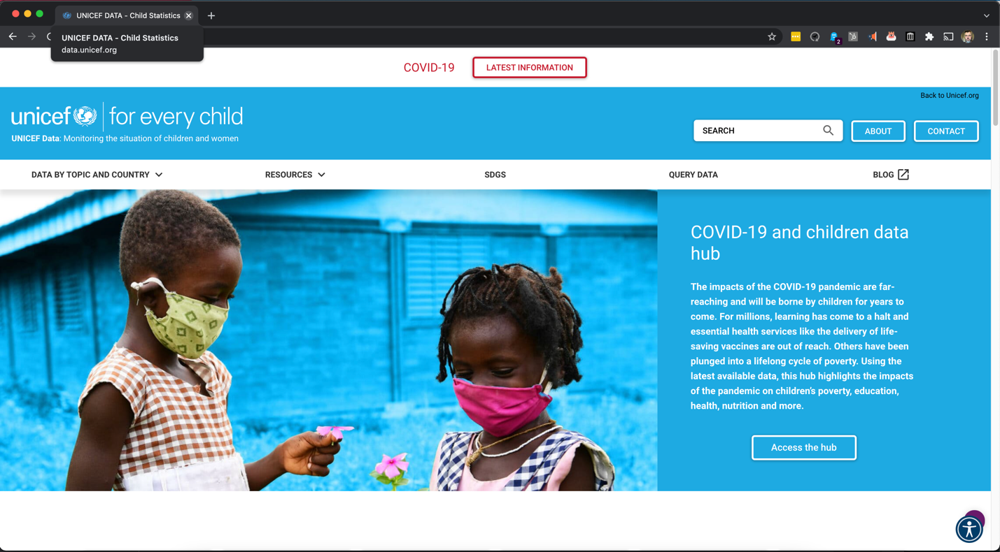 UNICEF DATA - Child Statistics
UNICEF DATA - Child Statistics
data.unicef.org
2
COVID-19
LATEST INFORMATION
Back to Unicef.org
unicef for every child
UNICEF Data: Monitoring the situation of children and women
SEARCH
ABOUT
CONTACT
DATA BY TOPIC AND COUNTRY
RESOURCES
SDGS
QUERY DATA
BLOG
COVID-19 and children data
hub
The impacts of the COVID-19 pandemic are far-
reaching and will be borne by children for years to
come. For millions, learning has come to a halt and
essential health services like the delivery of life-
saving vaccines are out of reach. Others have been
plunged into a lifelong cycle of poverty. Using the
latest available data, this hub highlights the impacts
of the pandemic on children's poverty, education,
health, nutrition and more.
Access the hub